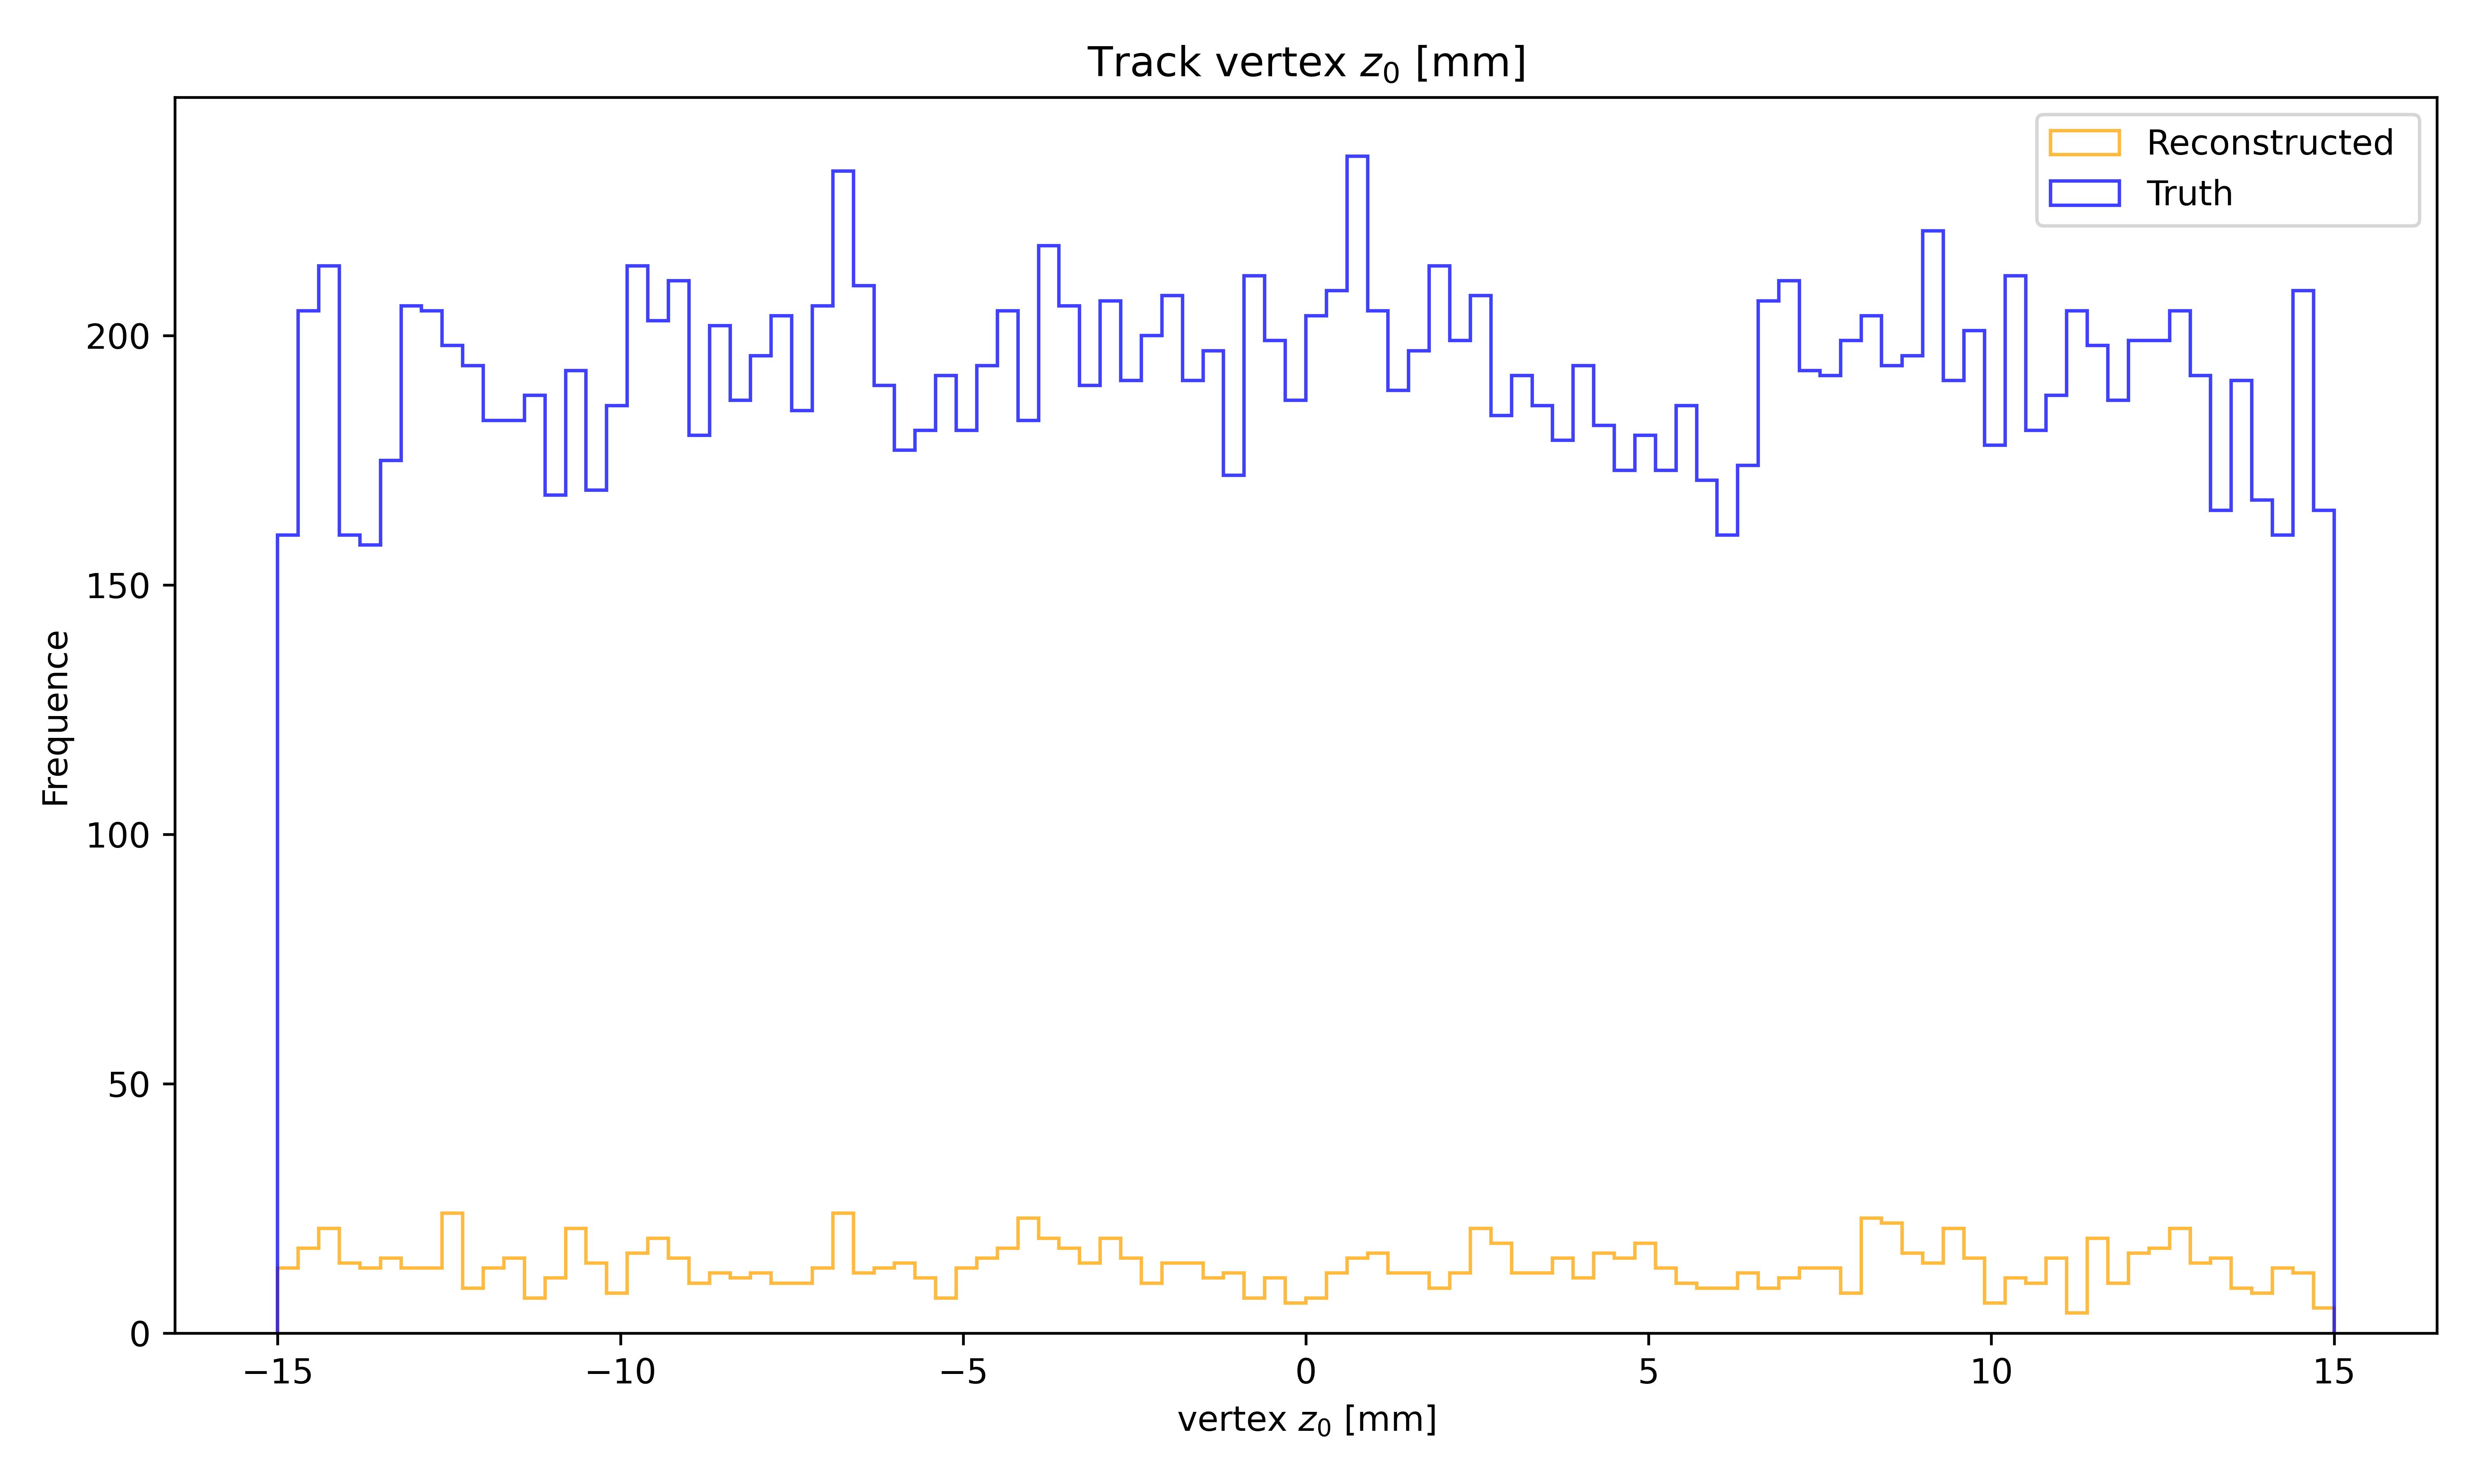 Track vertex z₀ [mm]
Reconstructed
Truth
Frequence
200
150
100
50
0
−15
−10
−5
0
5
10
15
vertex z₀ [mm]